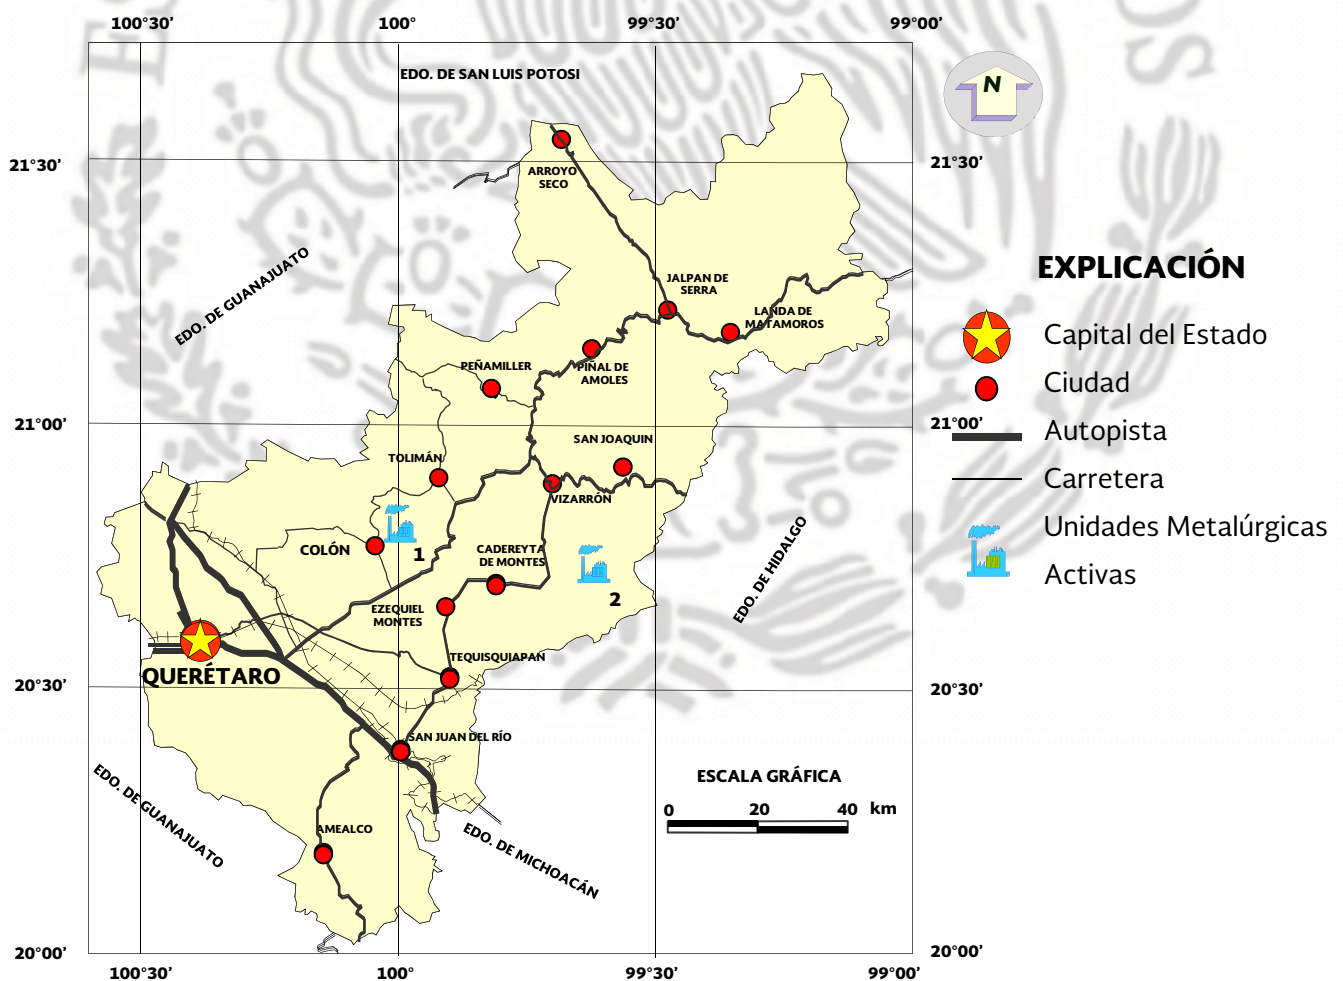 100°30’
100°
99°30’
99°00’
EDO. DE SAN LUIS POTOSI
N
21°30’
21°30’
ARROYO
SECO
EDO. DE GUANAJUATO
EXPLICACIÓN
JALPAN DE
SERRA
LANDA DE
MATAMOROS
Capital del Estado
PEÑAMILLER
PIÑAL DE
AMOLES
Ciudad
21°00’
21°00’
SAN JOAQUIN
Autopista
TOLIMÁN
Carretera
VIZARRÓN
Unidades Metalúrgicas
Activas
COLÓN
1
CADEREYTA
DE MONTES
2
EDO. DE HIDALGO
EZEQUIEL
MONTES
TEQUISQUIAPAN
QUERÉTARO
20°30’
20°30’
SAN JUAN DEL RÍO
ESCALA GRÁFICA
0 20 40 km
EDO. DE GUANAJUATO
AMEALCO
EDO. DE MICHOACÁN
20°00’
20°00’
100°30’
100°
99°30’
99°00’